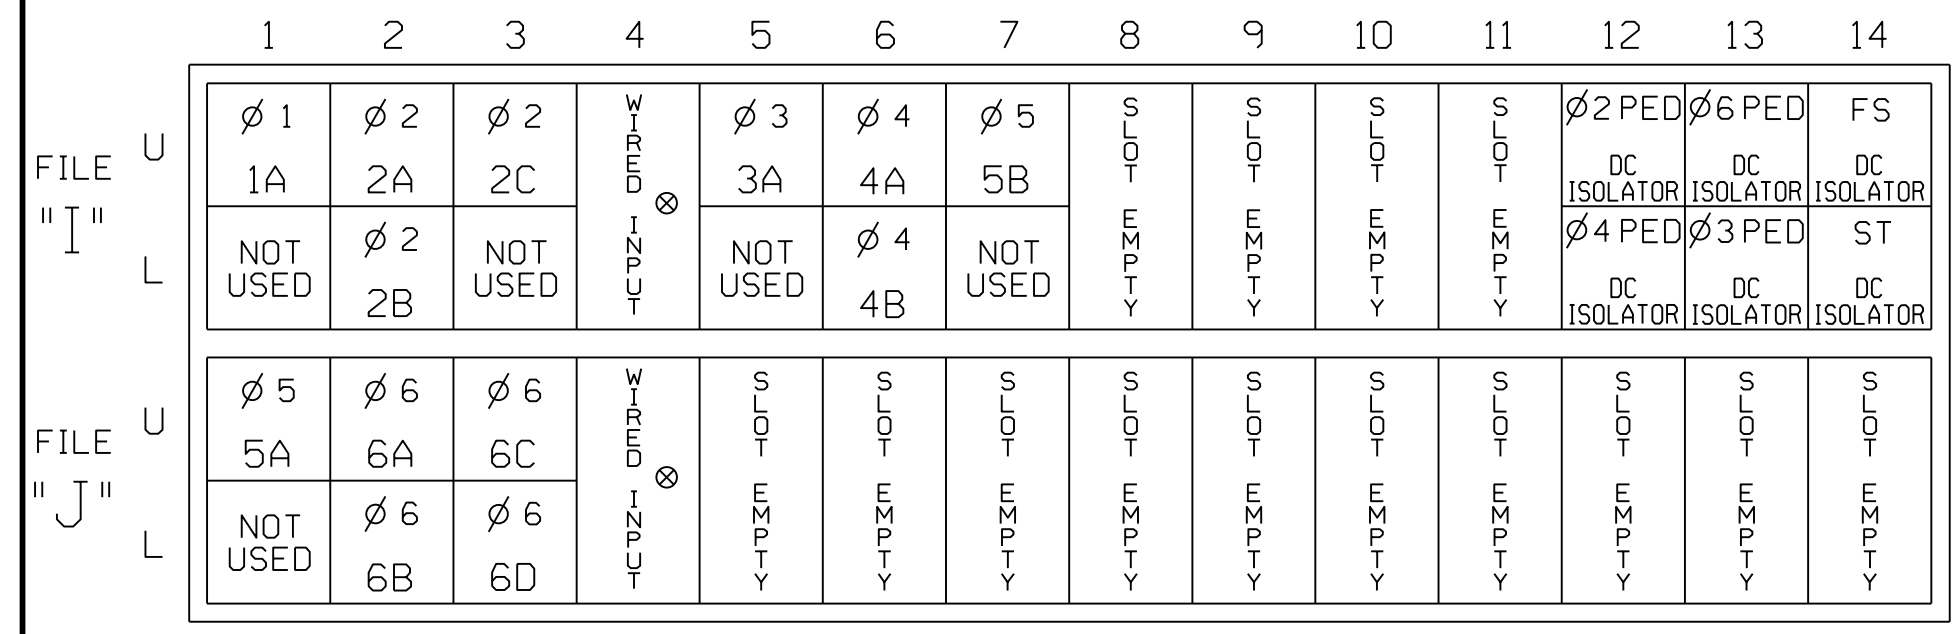 1 2 3 4 5 6 7 8 9 10 11 12 13 14
FILE "I"
U
L
Ø 1
1A
NOT USED
Ø 2
2A
Ø 2
2B
Ø 2
2C
NOT USED
WIRED INPUT
Ø 3
3A
NOT USED
Ø 4
4A
Ø 4
4B
Ø 5
5B
NOT USED
SLOT EMPTY
SLOT EMPTY
SLOT EMPTY
SLOT EMPTY
Ø2 PED
DC
ISOLATOR
Ø4 PED
DC
ISOLATOR
Ø6 PED
DC
ISOLATOR
Ø3 PED
DC
ISOLATOR
FS
DC
ISOLATOR
ST
DC
ISOLATOR
FILE "J"
U
L
Ø 5
5A
NOT USED
Ø 6
6A
Ø 6
6B
Ø 6
6C
Ø 6
6D
WIRED INPUT
SLOT EMPTY
SLOT EMPTY
SLOT EMPTY
SLOT EMPTY
SLOT EMPTY
SLOT EMPTY
SLOT EMPTY
SLOT EMPTY
SLOT EMPTY
SLOT EMPTY